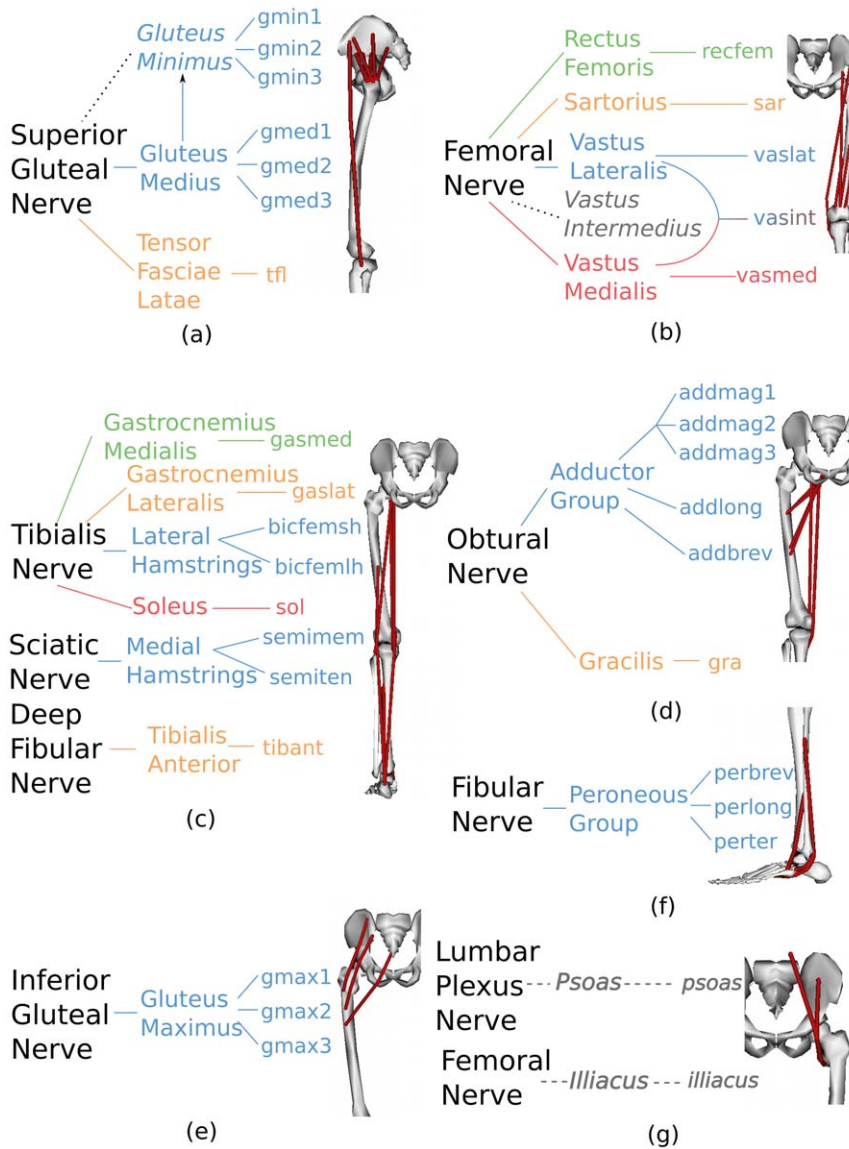 Gluteus
Minimus
gmin1
gmin2
gmin3
Superior
Gluteal
Nerve
Gluteus
Medius
gmed1
gmed2
gmed3
Tensor
Fasciae
Latae
tfl
(a)
Rectus
Femoris
recfem
Sartorius
sar
Femoral
Nerve
Vastus
Lateralis
vaslat
Vastus
Intermedius
vasint
Vastus
Medialis
vasmed
(b)
Gastrocnemius
Medialis
gasmed
Gastrocnemius
Lateralis
gaslat
Tibialis
Nerve
Lateral
Hamstrings
bicfemsh
bicfemlh
Soleus
sol
Sciatic
Nerve
Medial
Hamstrings
semimem
semiten
Deep
Fibular
Nerve
Tibialis
Anterior
tibant
(c)
Obtural
Nerve
Adductor
Group
addmag1
addmag2
addmag3
addlong
addbrev
Gracilis
gra
(d)
Fibular
Nerve
Peroneous
Group
perbrev
perlong
perter
(f)
Inferior
Gluteal
Nerve
Gluteus
Maximus
gmax1
gmax2
gmax3
(e)
Lumbar
Plexus
Nerve
Psoas
psoas
Femoral
Nerve
Illiacus
illiacus
(g)